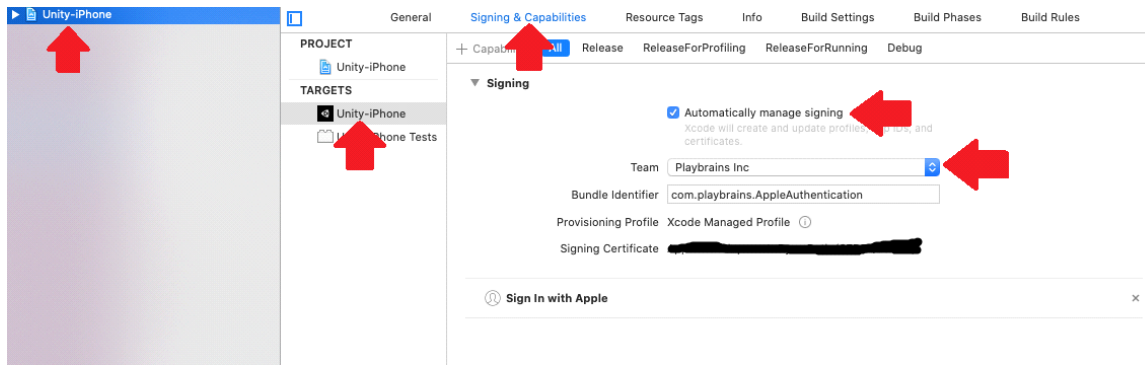 Unity-iPhone
General Signing & Capabilities Resource Tags Info Build Settings Build Phases Build Rules
PROJECT
+ All Release ReleaseForProfiling ReleaseForRunning Debug
Unity-iPhone
Signing
TARGETS
Unity-iPhone
Automatically manage signing
Xcode will create and update profiles, and
certificates.
Tests
Team Playbrains Inc
Bundle Identifier com.playbrains.AppleAuthentication
Provisioning Profile Xcode Managed Profile
Signing Certificate
Sign In with Apple